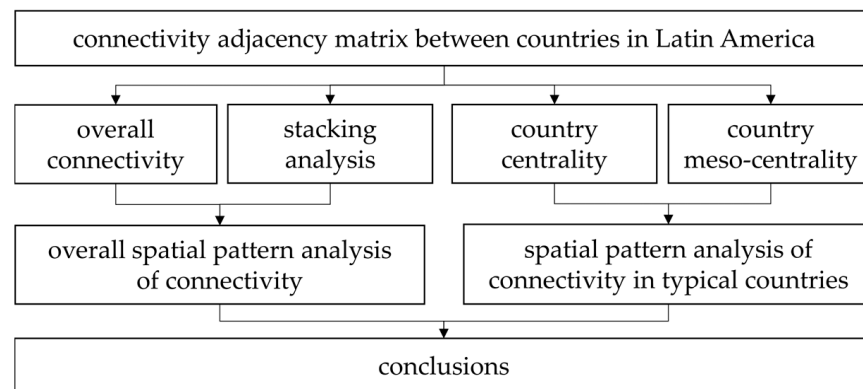 connectivity adjacency matrix between countries in Latin America
overall
connectivity
stacking
analysis
country
centrality
country
meso-centrality
overall spatial pattern analysis
of connectivity
spatial pattern analysis of
connectivity in typical countries
conclusions